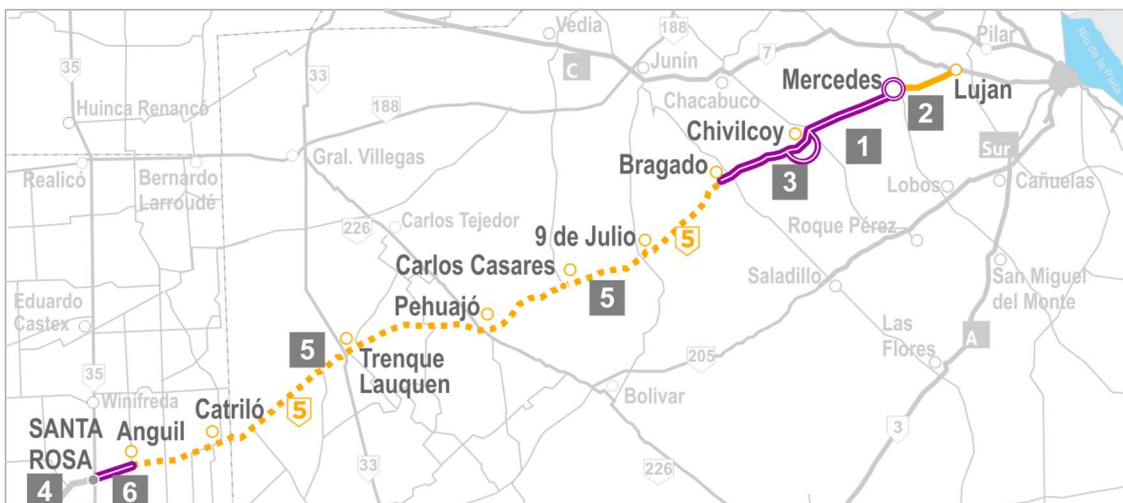 Vedia
188
Pilar
Río de la Plata
35
C
Junín
7
33
Mercedes
Huinca Renancó
188
Chacabuco
2
Lujan
Chivilcoy
1
Sur
Bragado
3
Gral. Villegas
Realicó
Bernardo
Larroudé
Lobos
Cañuelas
226
Carlos Tejedor
9 de Julio
5
Roque Pérez
Carlos Casares
Saladillo
San Miguel
del Monte
5
Eduardo
Castex
Pehuajó
Las
Flores
A
5
Trenque
Lauquen
205
35
Winifreda
Catriló
5
Bolivar
SANTA
ROSA
Anguil
3
33
226
4
6